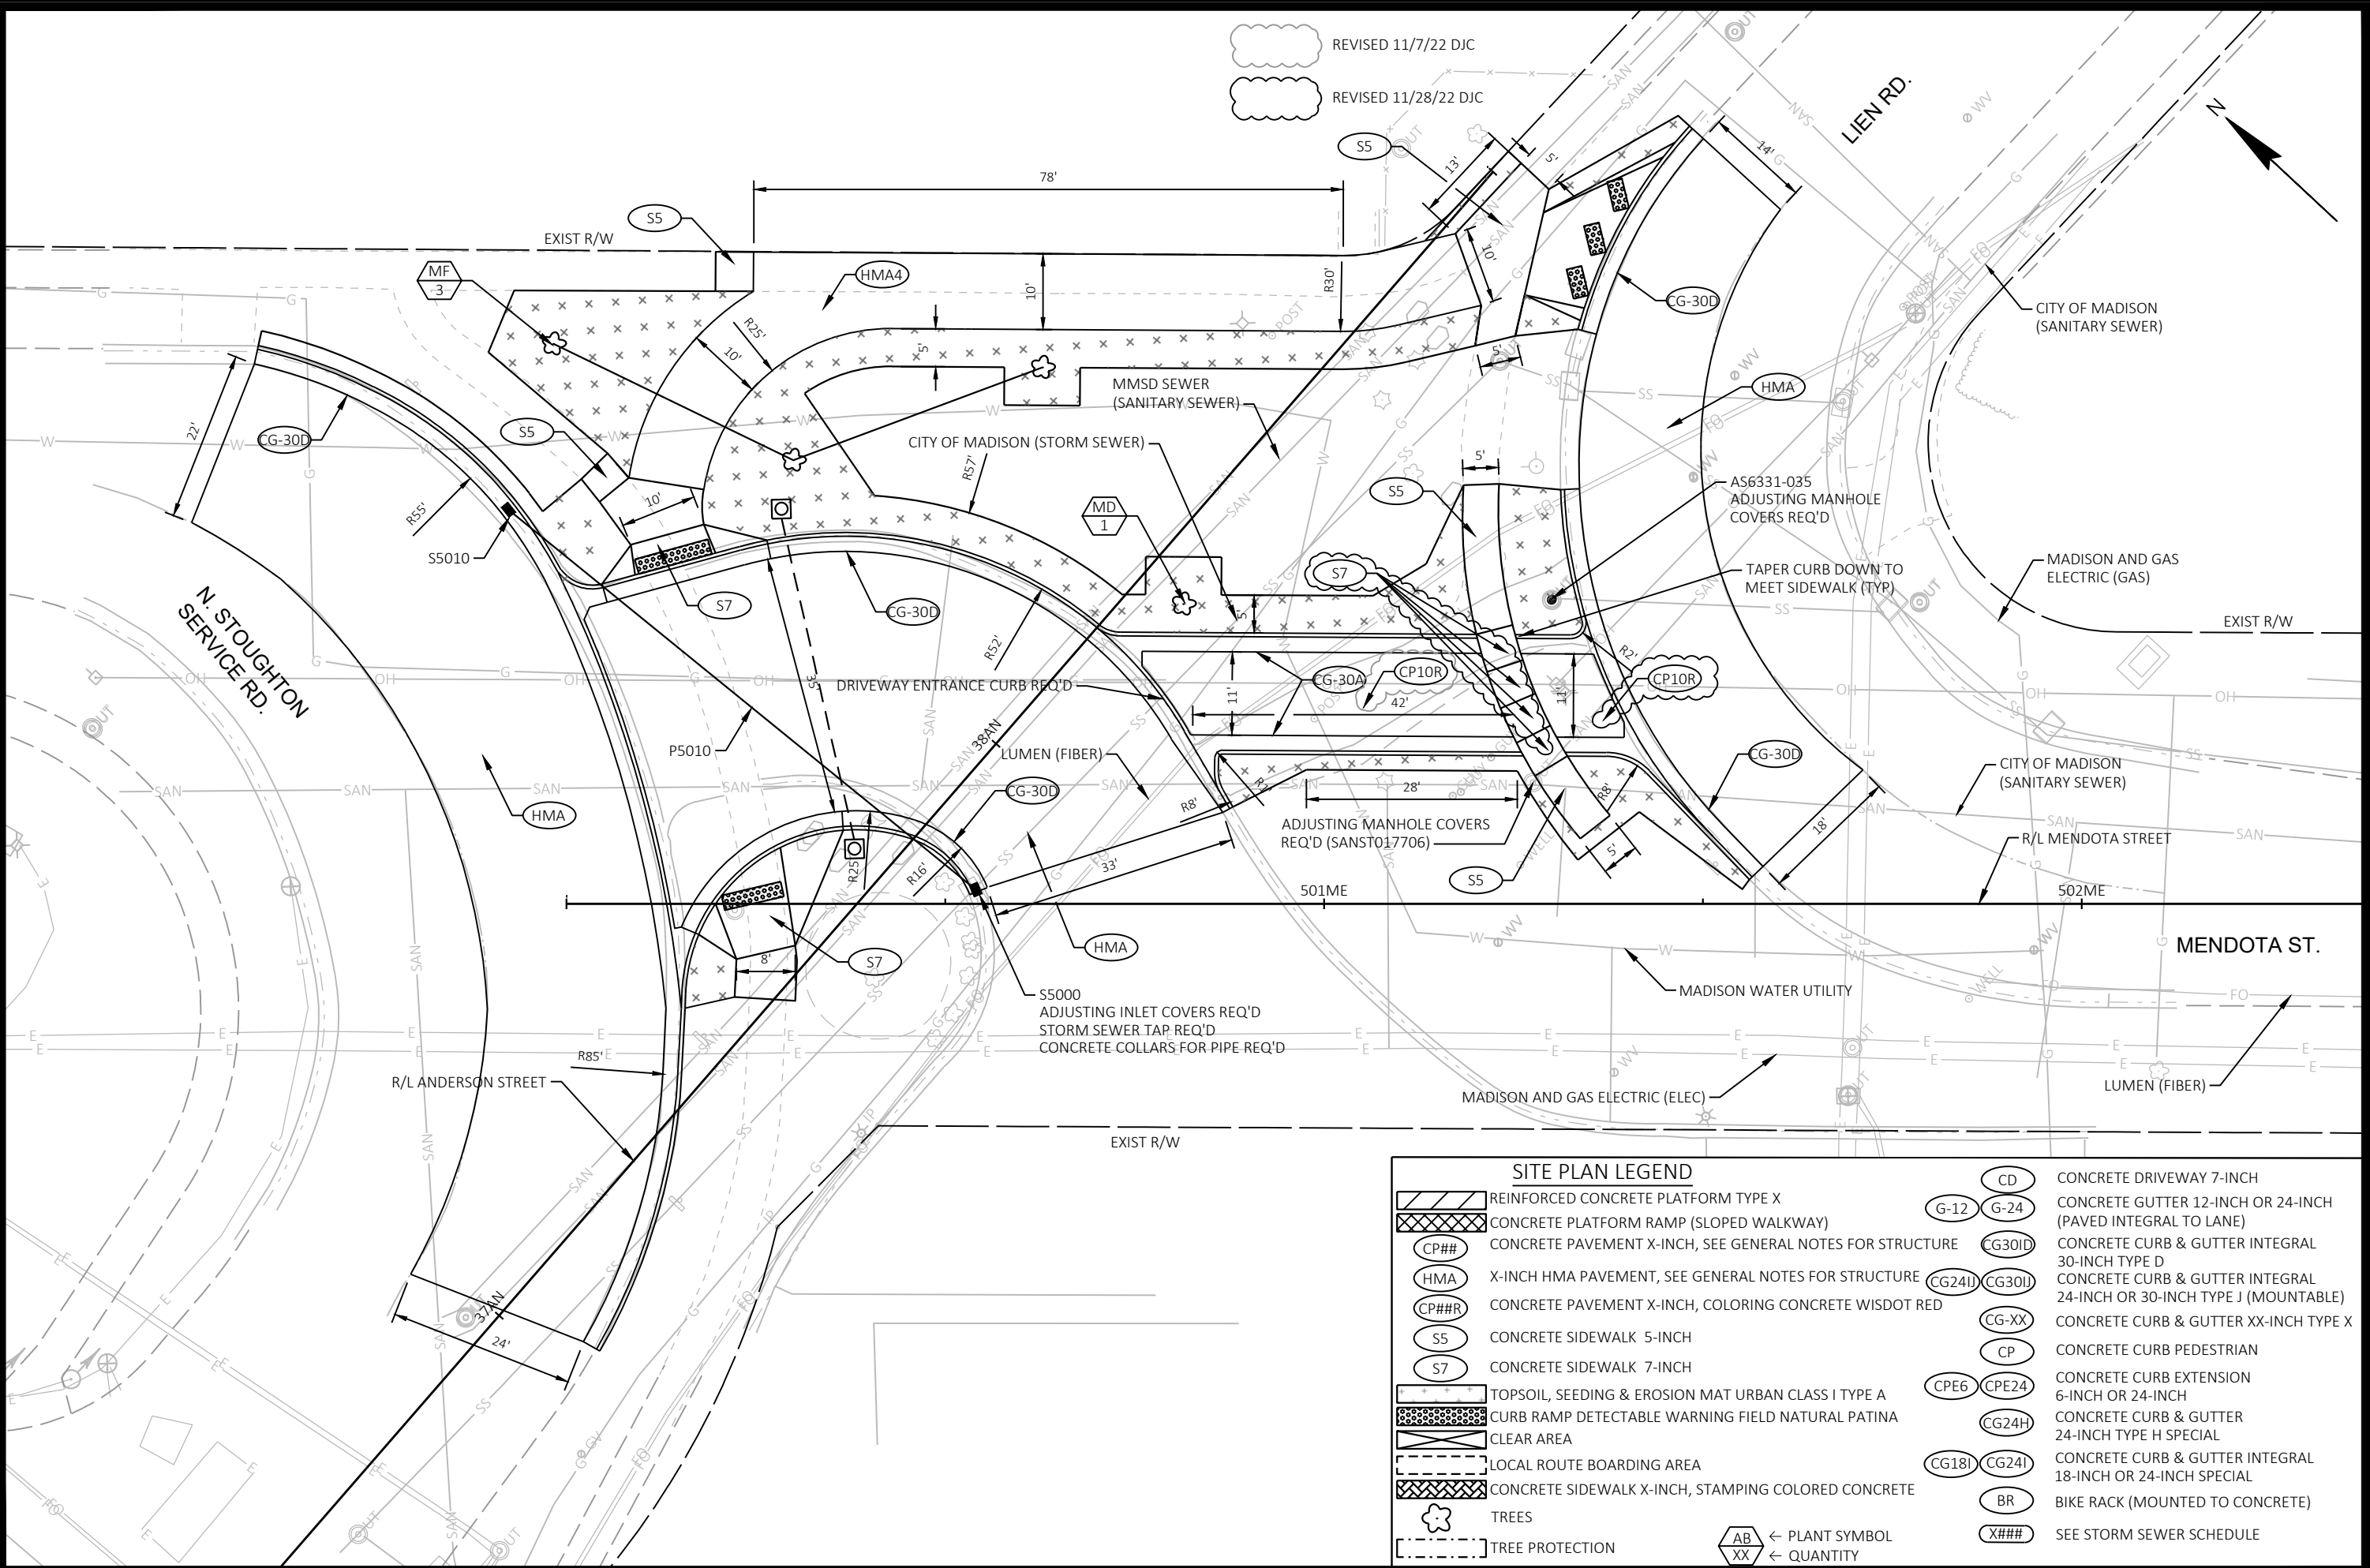 REVISED 11/7/22 DJC
REVISED 11/28/22 DJC
LIEN RD.
N
S5
5'
13'
14'
78'
S5
EXIST R/W
MF
3
HMA4
10'
R30'
10'
CG-30D
CITY OF MADISON
(SANITARY SEWER)
R25'
10'
5'
5'
MMSD SEWER
(SANITARY SEWER)
HMA
22'
CG-30D
S5
CITY OF MADISON (STORM SEWER)
R57'
5'
S5
AS6331-035
ADJUSTING MANHOLE
COVERS REQ'D
R55'
10'
MD
1
S5010
S7
MADISON AND GAS
ELECTRIC (GAS)
TAPER CURB DOWN TO
MEET SIDEWALK (TYP)
S7
CG-30D
5'
EXIST R/W
N. STOUGHTON
SERVICE RD.
R52'
R2'
35'
DRIVEWAY ENTRANCE CURB REQ'D
11'
CG-30A
CP10R
11'
CP10R
42'
P5010
38AN
LUMEN (FIBER)
CG-30D
CITY OF MADISON
(SANITARY SEWER)
HMA
CG-30D
R8'
28'
R8'
18'
ADJUSTING MANHOLE COVERS
REQ'D (SANST017706)
5'
R/L MENDOTA STREET
R25'
R16'
33'
S5
501ME
502ME
HMA
MENDOTA ST.
8'
S7
S5000
ADJUSTING INLET COVERS REQ'D
STORM SEWER TAP REQ'D
CONCRETE COLLARS FOR PIPE REQ'D
MADISON WATER UTILITY
R85'
R/L ANDERSON STREET
MADISON AND GAS ELECTRIC (ELEC)
LUMEN (FIBER)
EXIST R/W
37AN
24'
SITE PLAN LEGEND
REINFORCED CONCRETE PLATFORM TYPE X
CONCRETE PLATFORM RAMP (SLOPED WALKWAY)
CP## CONCRETE PAVEMENT X-INCH, SEE GENERAL NOTES FOR STRUCTURE
HMA X-INCH HMA PAVEMENT, SEE GENERAL NOTES FOR STRUCTURE
CP##R CONCRETE PAVEMENT X-INCH, COLORING CONCRETE WISDOT RED
S5 CONCRETE SIDEWALK 5-INCH
S7 CONCRETE SIDEWALK 7-INCH
TOPSOIL, SEEDING & EROSION MAT URBAN CLASS I TYPE A
CURB RAMP DETECTABLE WARNING FIELD NATURAL PATINA
CLEAR AREA
LOCAL ROUTE BOARDING AREA
CONCRETE SIDEWALK X-INCH, STAMPING COLORED CONCRETE
TREES
TREE PROTECTION
AB ← PLANT SYMBOL
XX ← QUANTITY
CD CONCRETE DRIVEWAY 7-INCH
G-12 G-24 CONCRETE GUTTER 12-INCH OR 24-INCH
(PAVED INTEGRAL TO LANE)
CG30ID CONCRETE CURB & GUTTER INTEGRAL
30-INCH TYPE D
CG24IJ CG30IJ CONCRETE CURB & GUTTER INTEGRAL
24-INCH OR 30-INCH TYPE J (MOUNTABLE)
CG-XX CONCRETE CURB & GUTTER XX-INCH TYPE X
CP CONCRETE CURB PEDESTRIAN
CPE6 CPE24 CONCRETE CURB EXTENSION
6-INCH OR 24-INCH
CG24H CONCRETE CURB & GUTTER
24-INCH TYPE H SPECIAL
CG18I CG24I CONCRETE CURB & GUTTER INTEGRAL
18-INCH OR 24-INCH SPECIAL
BR BIKE RACK (MOUNTED TO CONCRETE)
X### SEE STORM SEWER SCHEDULE